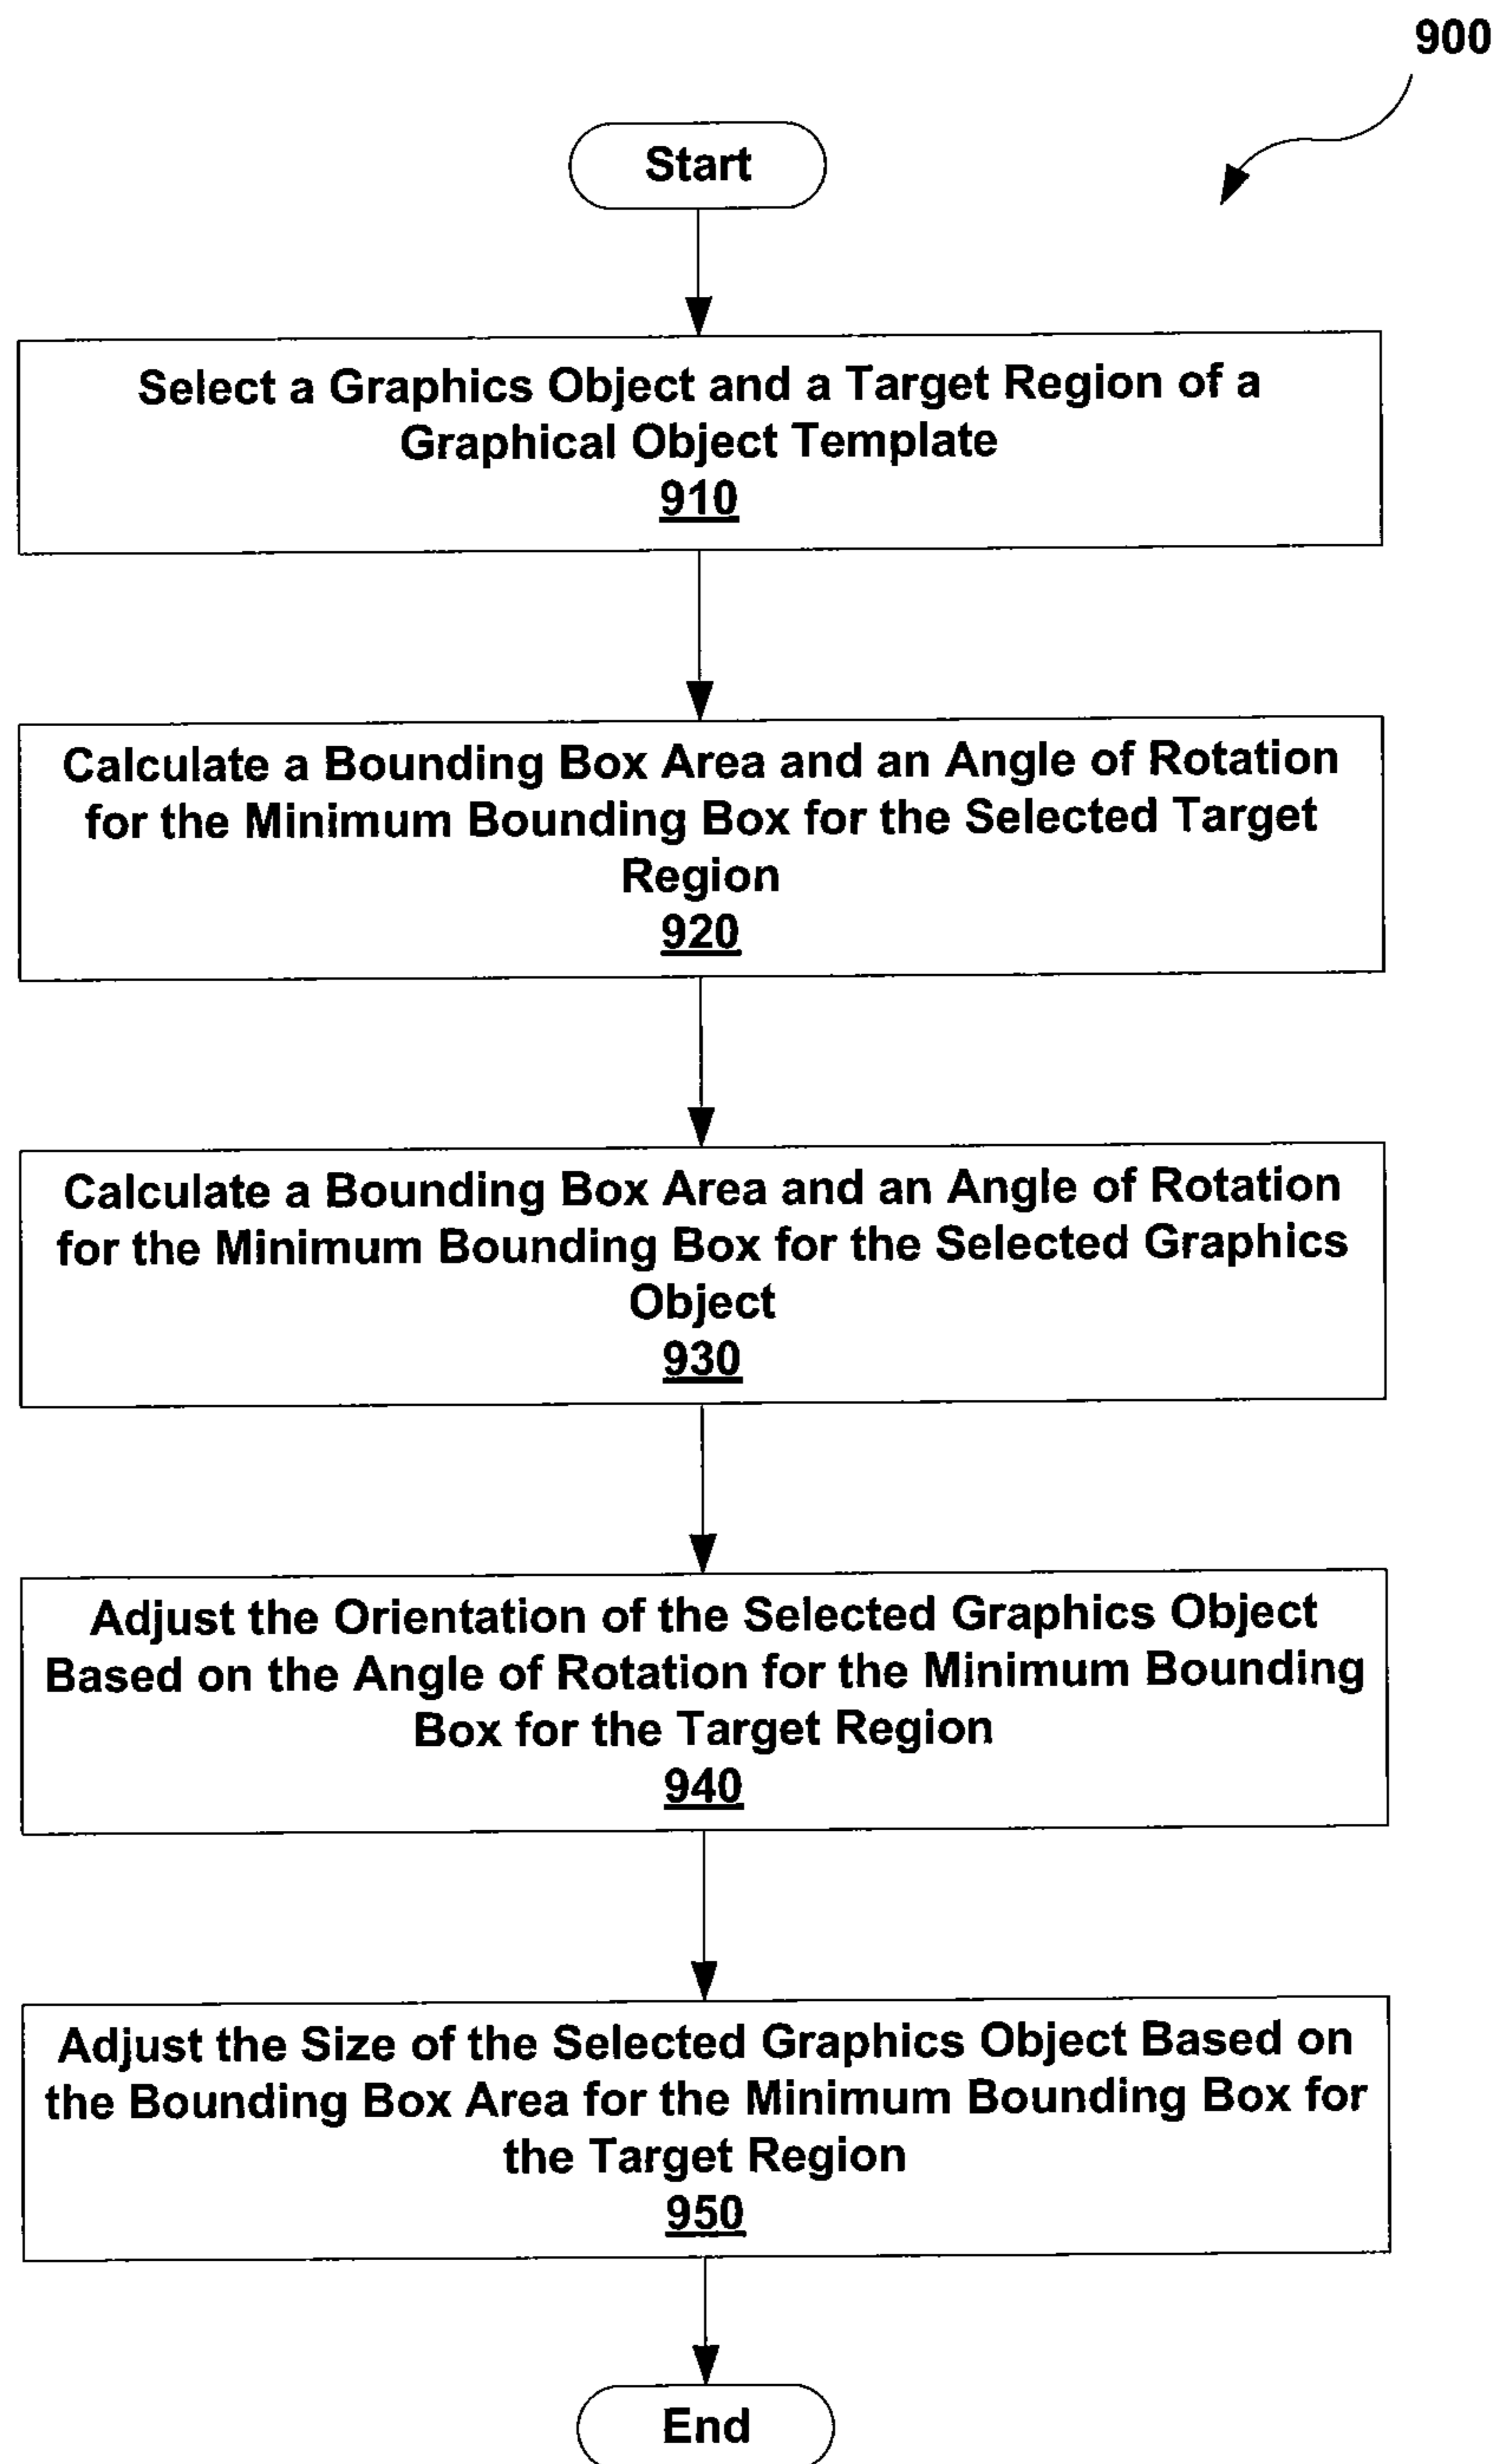 900
Start
Select a Graphics Object and a Target Region of a
Graphical Object Template
910
Calculate a Bounding Box Area and an Angle of Rotation
for the Minimum Bounding Box for the Selected Target
Region
920
Calculate a Bounding Box Area and an Angle of Rotation
for the Minimum Bounding Box for the Selected Graphics
Object
930
Adjust the Orientation of the Selected Graphics Object
Based on the Angle of Rotation for the Minimum Bounding
Box for the Target Region
940
Adjust the Size of the Selected Graphics Object Based on
the Bounding Box Area for the Minimum Bounding Box for
the Target Region
950
End